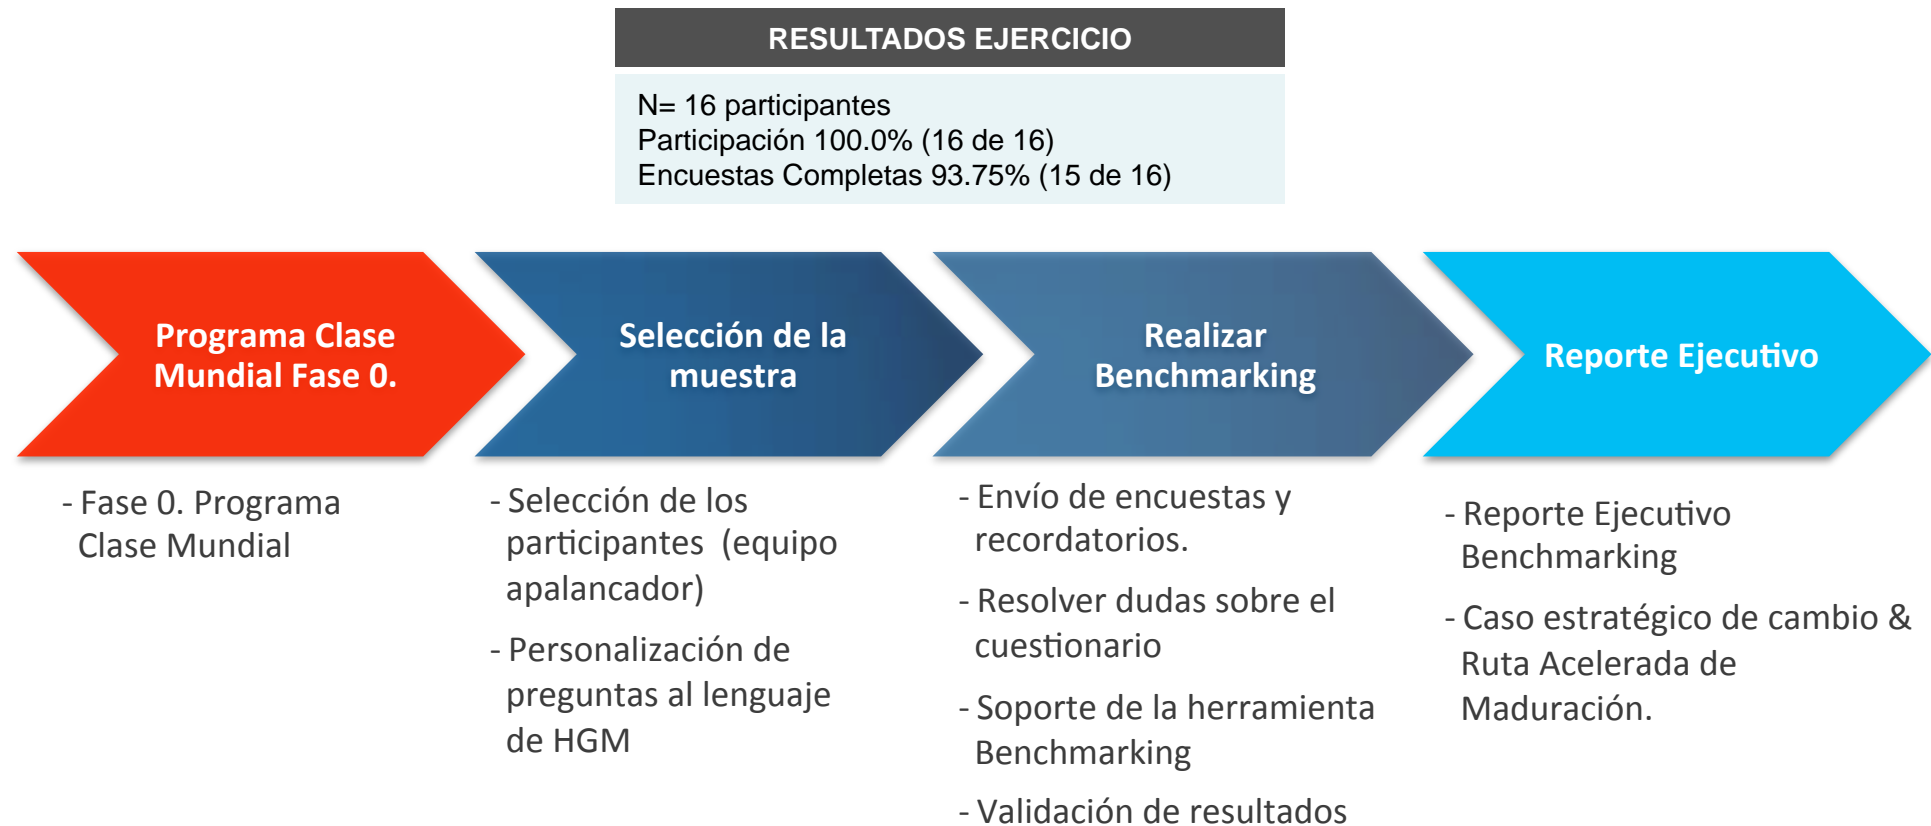 RESULTADOS EJERCICIO
N= 16 participantes
Participación 100.0% (16 de 16)
Encuestas Completas 93.75% (15 de 16)
Programa Clase
Mundial Fase 0.
Selección de la
muestra
Realizar
Benchmarking
Reporte Ejecutivo
- Fase 0. Programa
Clase Mundial
- Selección de los
participantes (equipo
apalancador)
- Personalización de
preguntas al lenguaje
de HGM
- Envío de encuestas y
recordatorios.
- Resolver dudas sobre el
cuestionario
- Soporte de la herramienta
Benchmarking
- Validación de resultados
- Reporte Ejecutivo
Benchmarking
- Caso estratégico de cambio &
Ruta Acelerada de
Maduración.